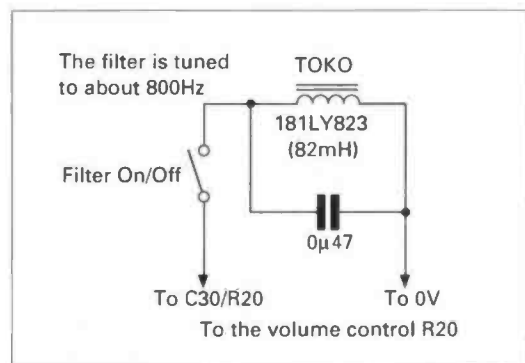 The filter is tuned
to about 800Hz
TOKO
181LY823
(82mH)
Filter On/Off
0µ47
To C30/R20
To 0V
To the volume control R20